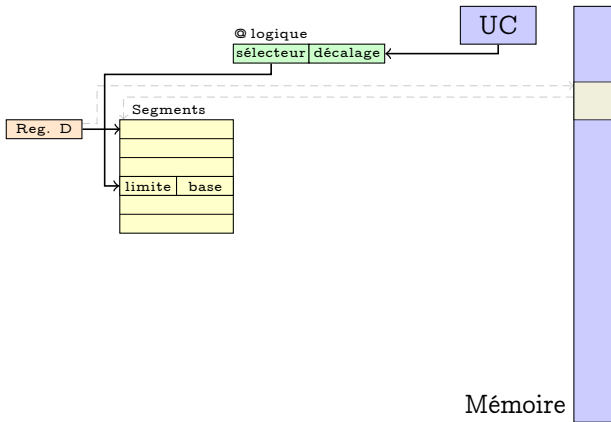 UC
@ logique
sélecteur décalage
Segments
Reg. D
limite base
Mémoire